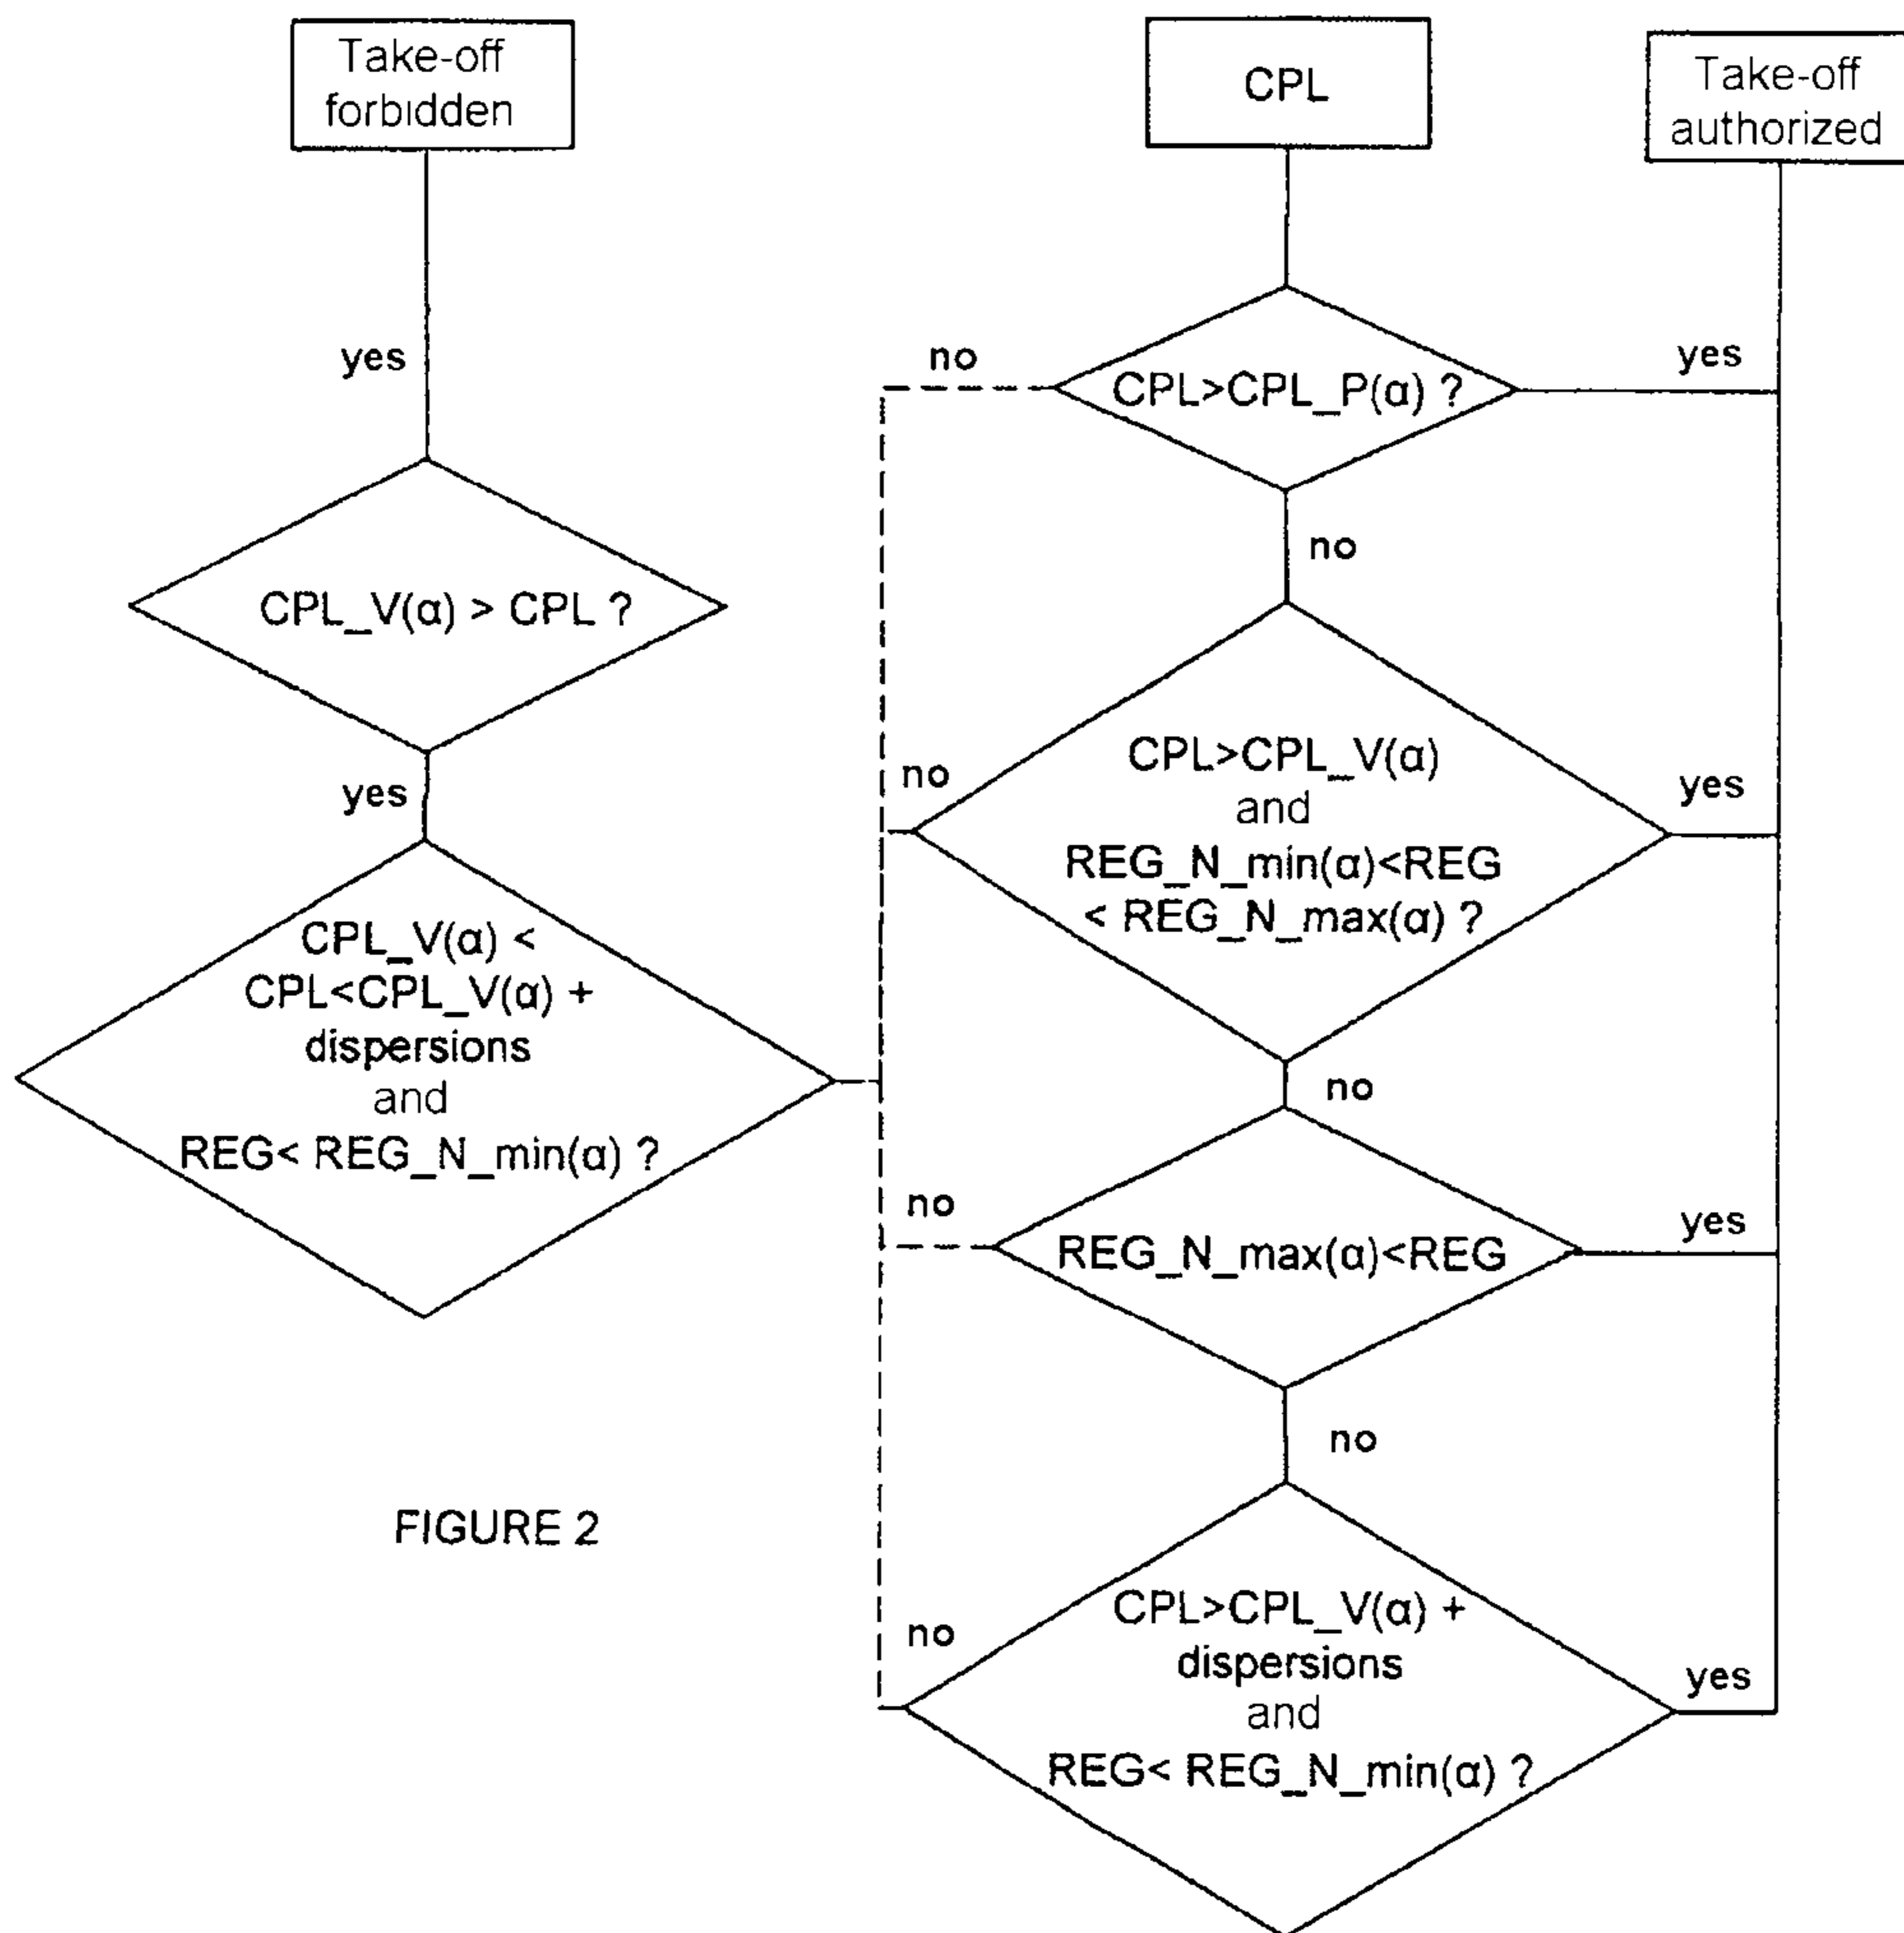 Take-off
forbidden
CPL
Take-off
authorized
yes
no
CPL>CPL_P(α) ?
yes
no
CPL_V(α) > CPL ?
yes
no
CPL>CPL_V(α)
and
REG_N_min(α)<REG
< REG_N_max(α) ?
yes
CPL_V(α) <
CPL<CPL_V(α) +
dispersions
and
REG< REG_N_min(α) ?
no
no
REG_N_max(α)<REG
yes
no
FIGURE 2
no
CPL>CPL_V(α) +
dispersions
and
REG< REG_N_min(α) ?
yes